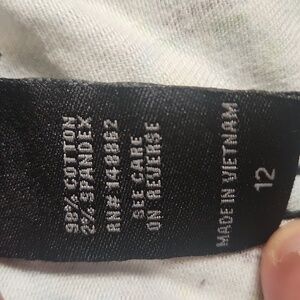 98% COTTON
2% SPANDEX
RN# 148862
SEE CARE
ON REVERSE
MADE IN VIETNAM
12